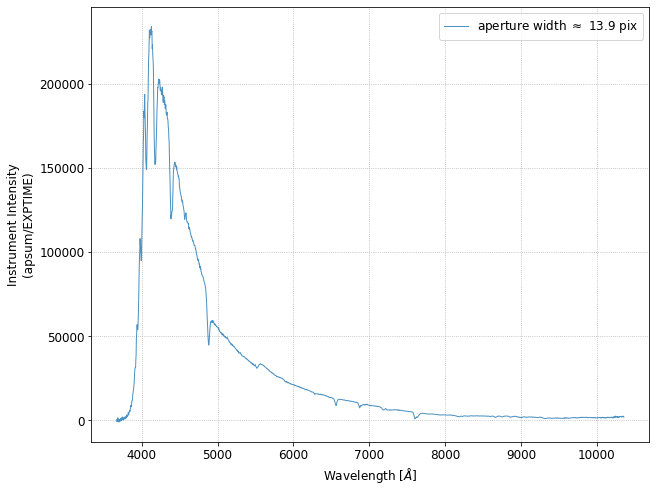 aperture width ≈ 13.9 pix
200000
150000
100000
50000
0
Instrument Intensity
(apsum/EXPTIME)
4000 5000 6000 7000 8000 9000 10000
Wavelength [Å]